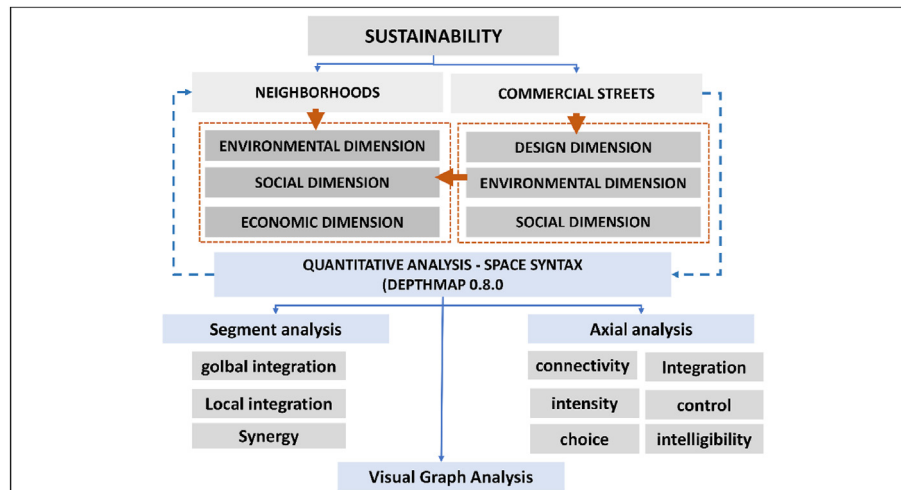 SUSTAINABILITY
NEIGHBORHOODS
COMMERCIAL STREETS
ENVIRONMENTAL DIMENSION
SOCIAL DIMENSION
ECONOMIC DIMENSION
DESIGN DIMENSION
ENVIRONMENTAL DIMENSION
SOCIAL DIMENSION
QUANTITATIVE ANALYSIS - SPACE SYNTAX
(DEPTHMAP 0.8.0
Segment analysis
golbal integration
Local integration
Synergy
Axial analysis
connectivity
Integration
intensity
control
choice
intelligibility
Visual Graph Analysis